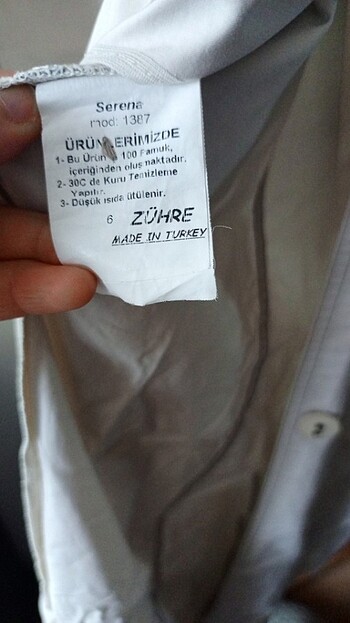 Serena
mod: 1387
ÜRÜN ERİMİZDE
1- Bu Ürün 100 Pamuk,
içeriğinden oluşmaktadır.
2- 30C de Kuru Temizleme
Yapılır.
3- Düşük ısıda ütülenir.
6 ZÜHRE
MADE IN TURKEY